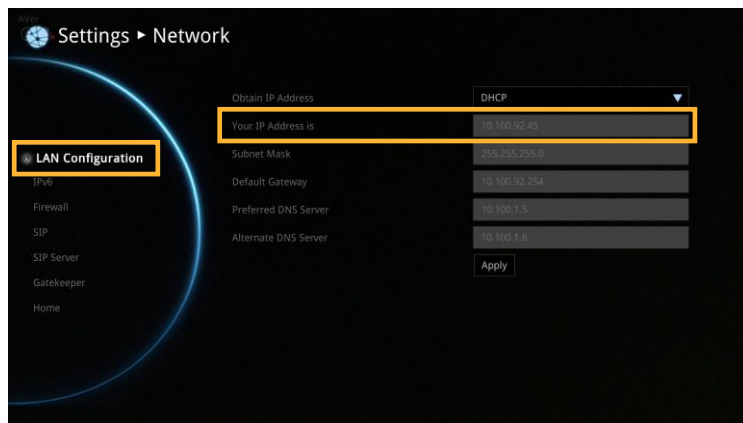 AVer
Settings ▸ Network
Obtain IP Address DHCP
Your IP Address is 10.100.92.45
LAN Configuration
Subnet Mask 255.255.255.0
IPv6
Default Gateway 10.100.92.254
Firewall
Preferred DNS Server 10.100.1.5
SIP
Alternate DNS Server 10.100.1.6
SIP Server
Apply
Gatekeeper
Home